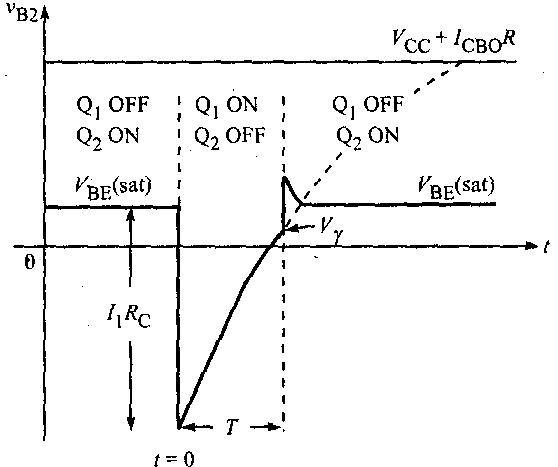 vB2
VCC + ICBOR
Q1 OFF
Q2 ON
Q1 ON
Q2 OFF
Q1 OFF
Q2 ON
VBE(sat)
VBE(sat)
Vγ
0
t
I1RC
T
t = 0